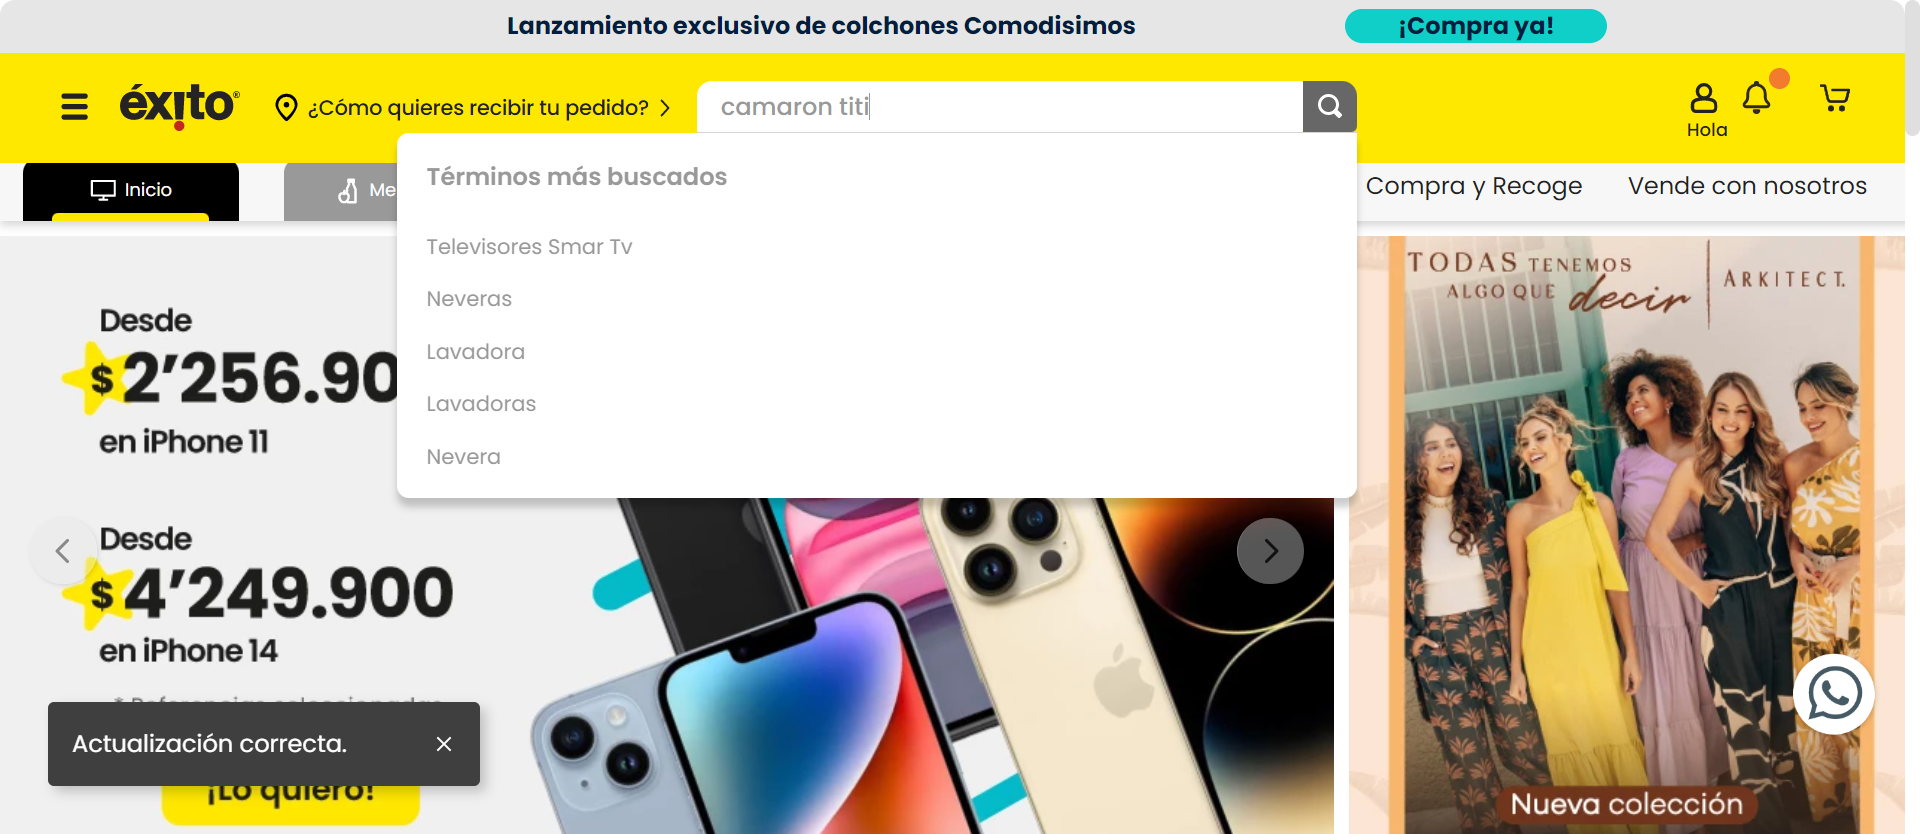 Lanzamiento exclusivo de colchones Comodisimos
¡Compra ya!
éxito®
¿Cómo quieres recibir tu pedido?
camaron titi
Hola
Inicio
Me
Términos más buscados
Televisores Smar Tv
Neveras
Lavadora
Lavadoras
Nevera
Compra y Recoge
Vende con nosotros
Desde
$2'256.90
en iPhone 11
Desde
$4'249.900
en iPhone 14
* Referencias seleccionadas
Actualización correcta.
¡Lo quiero!
TODAS TENEMOS
ALGO QUE decir
ARKITECT.
Nueva colección